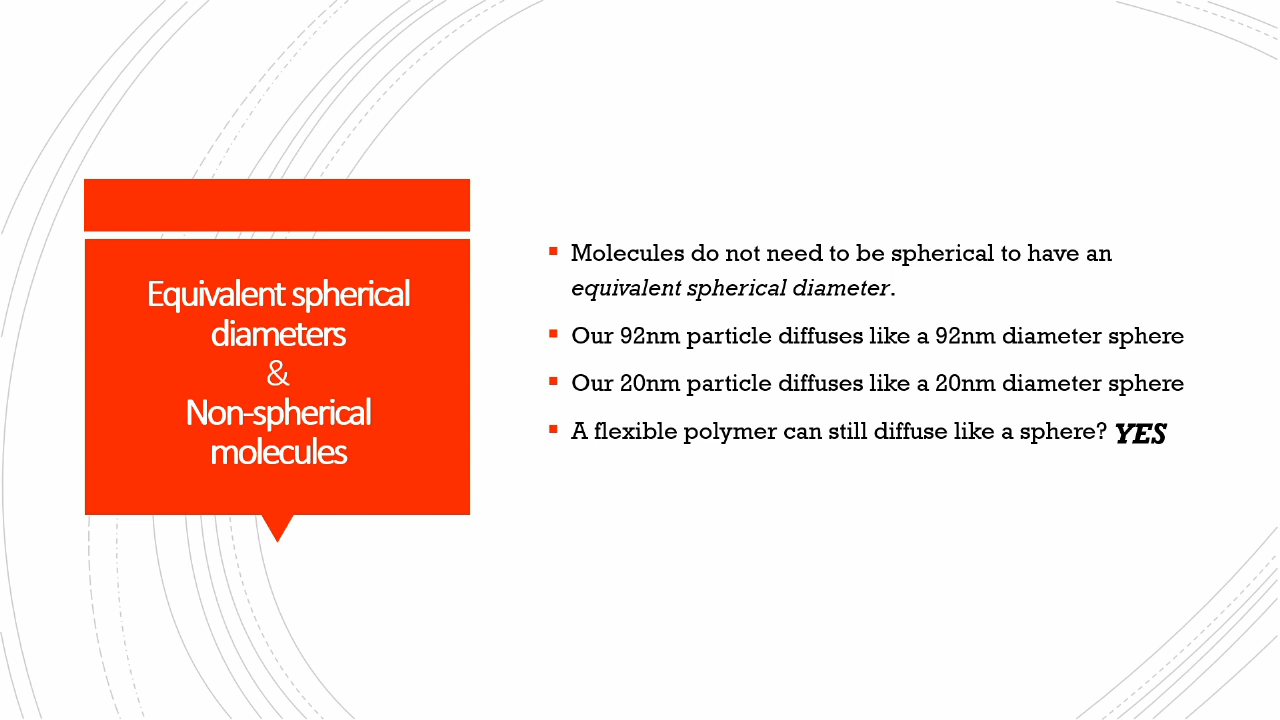 Equivalent spherical
diameters
&
Non-spherical
molecules
Molecules do not need to be spherical to have an
equivalent spherical diameter.
Our 92nm particle diffuses like a 92nm diameter sphere
Our 20nm particle diffuses like a 20nm diameter sphere
A flexible polymer can still diffuse like a sphere? YES